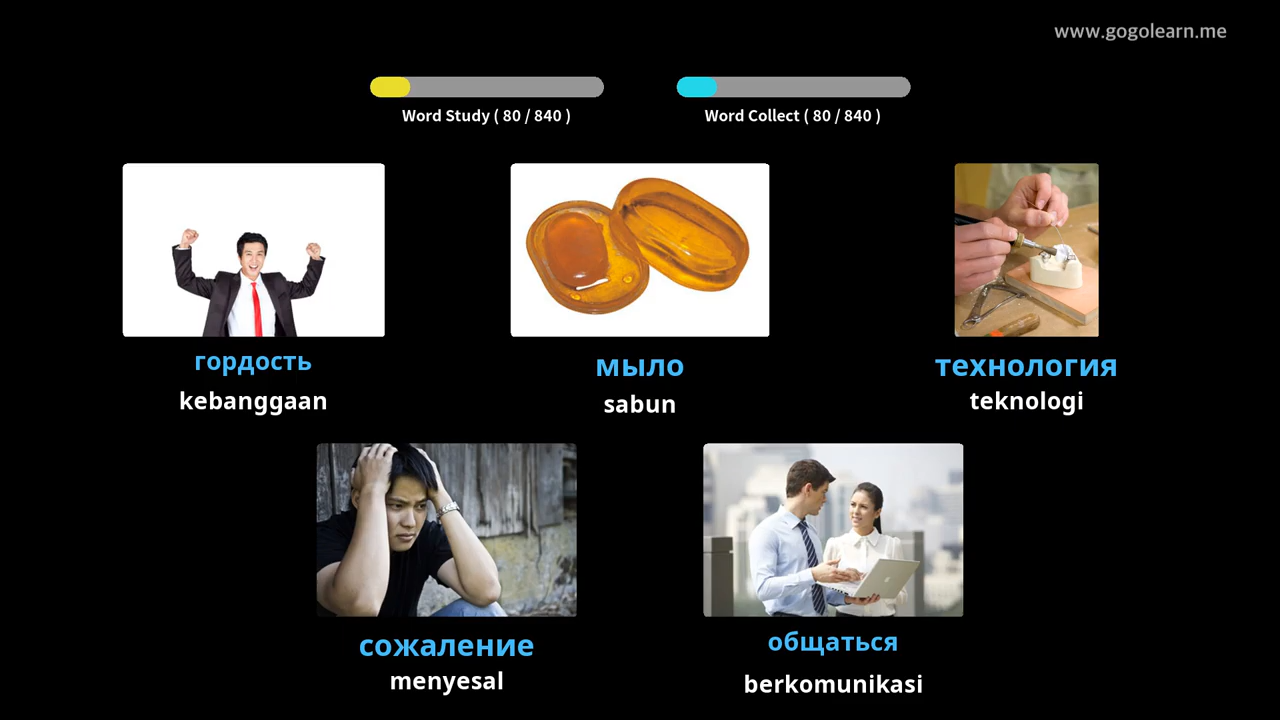 www.gogolearn.me
Word Study ( 80 / 840 )
Word Collect ( 80 / 840 )
гордость
kebanggaan
мыло
sabun
технология
teknologi
сожаление
menyesal
общаться
berkomunikasi